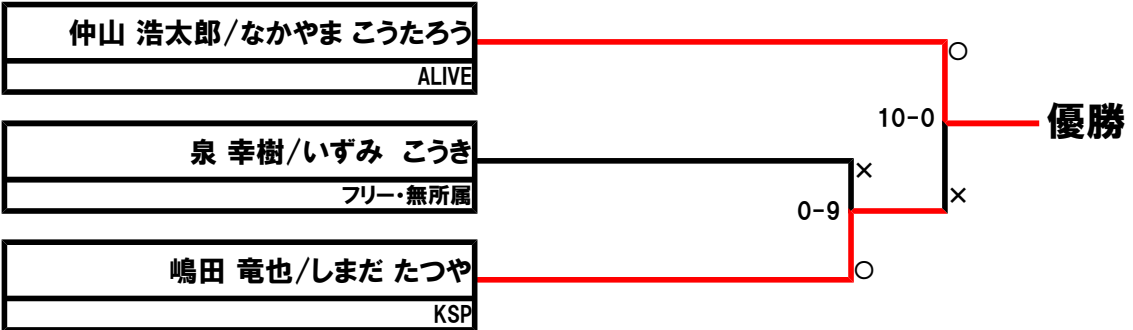 仲山 浩太郎/なかやま こうたろう
ALIVE
○
10-0
優勝
泉 幸樹/いずみ こうき
フリー・無所属
×
0-9
×
嶋田 竜也/しまだ たつや
○
KSP